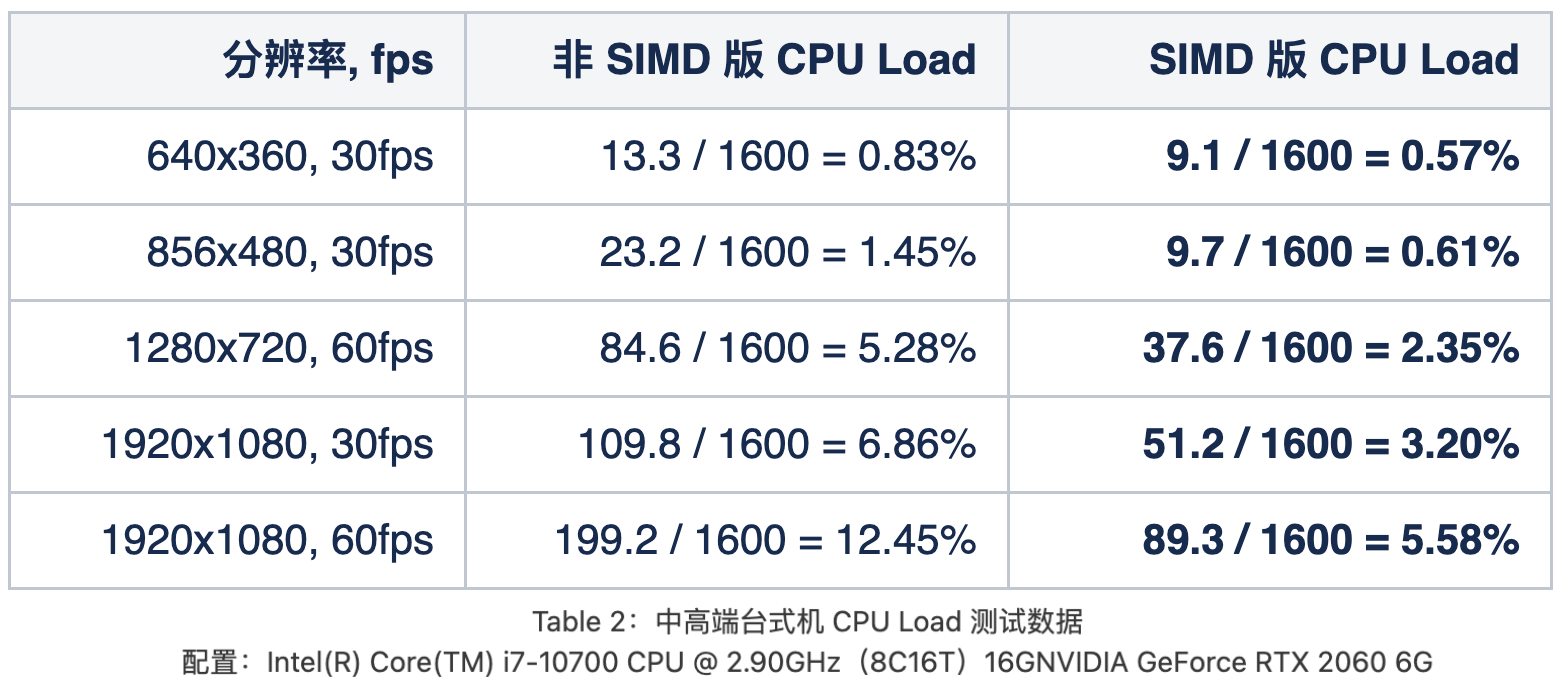 分辨率, fps 非 SIMD 版 CPU Load SIMD 版 CPU Load
640x360, 30fps 13.3 / 1600 = 0.83% 9.1 / 1600 = 0.57%
856x480, 30fps 23.2 / 1600 = 1.45% 9.7 / 1600 = 0.61%
1280x720, 60fps 84.6 / 1600 = 5.28% 37.6 / 1600 = 2.35%
1920x1080, 30fps 109.8 / 1600 = 6.86% 51.2 / 1600 = 3.20%
1920x1080, 60fps 199.2 / 1600 = 12.45% 89.3 / 1600 = 5.58%
Table 2：中高端台式机 CPU Load 测试数据
配置：Intel(R) Core(TM) i7-10700 CPU @ 2.90GHz（8C16T）16GNVIDIA GeForce RTX 2060 6G